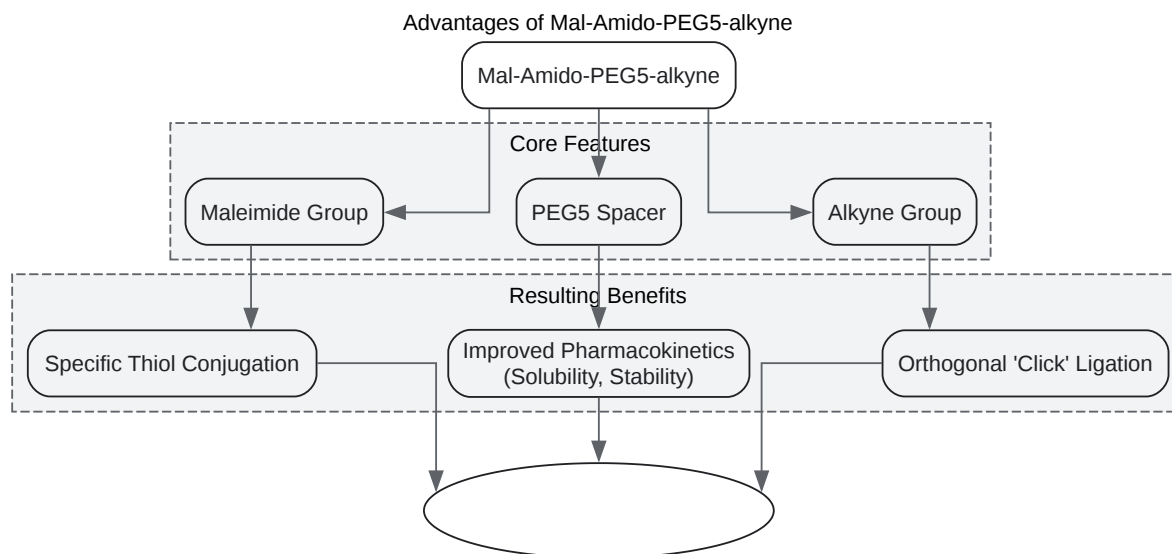 Advantages of Mal-Amido-PEG5-alkyne
Mal-Amido-PEG5-alkyne
Core Features
Maleimide Group
PEG5 Spacer
Alkyne Group
Resulting Benefits
Specific Thiol Conjugation
Improved Pharmacokinetics
(Solubility, Stability)
Orthogonal 'Click' Ligation